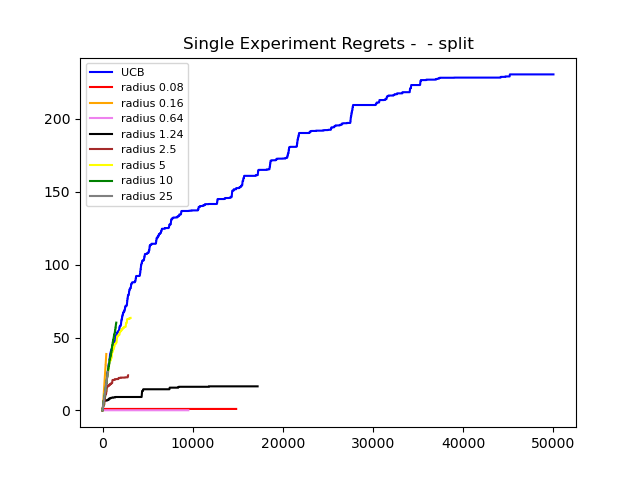 Single Experiment Regrets -  - split
UCB
radius 0.08
radius 0.16
radius 0.64
radius 1.24
radius 2.5
radius 5
radius 10
radius 25
200
150
100
50
0
0 10000 20000 30000 40000 50000